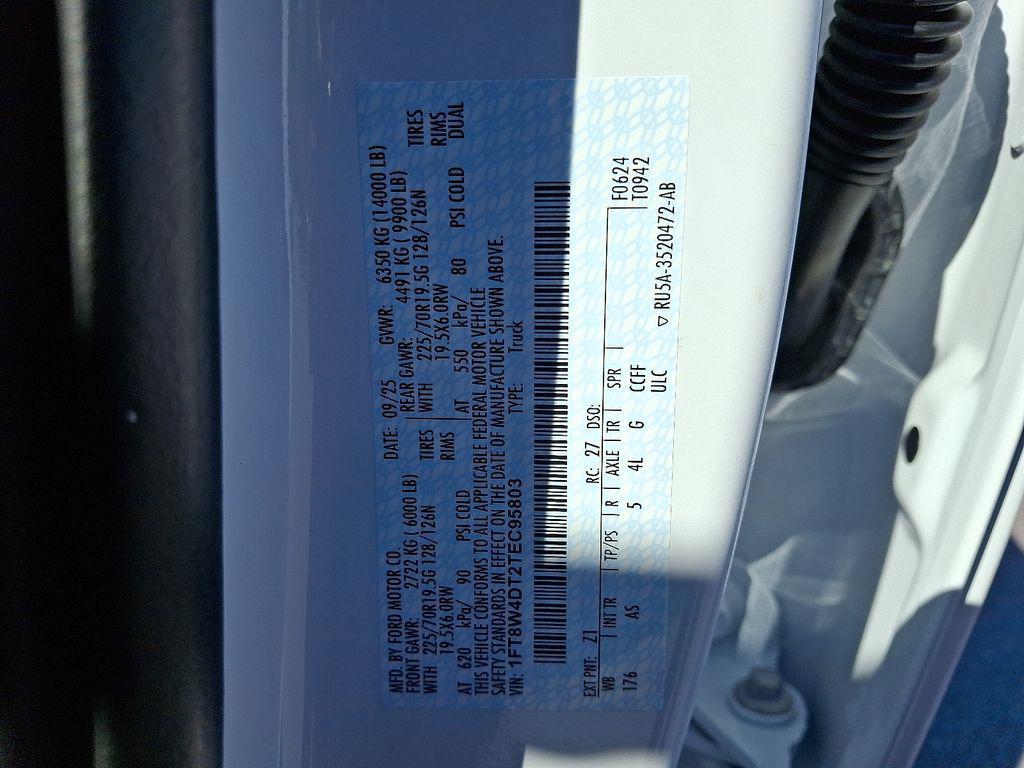 MFD. BY FORD MOTOR CO. DATE: 09/25 GVWR: 6350 KG (14000 LB)
FRONT GAWR: 2722 KG ( 6000 LB) REAR GAWR: 4491 KG ( 9900 LB)
WITH 225/70R19.5G 128/126N TIRES WITH 225/70R19.5G 128/126N TIRES
19.5X6.0RW RIMS 19.5X6.0RW RIMS
AT 620 kPa/ 90 PSI COLD AT 550 kPa/ 80 PSI COLD DUAL
THIS VEHICLE CONFORMS TO ALL APPLICABLE FEDERAL MOTOR VEHICLE
SAFETY STANDARDS IN EFFECT ON THE DATE OF MANUFACTURE SHOWN ABOVE.
VIN: 1FT8W4DT2TEC95803 TYPE: Truck
EXT PNT: Z1 RC: 27 DSO:
WB | INT TR | TP/PS | R | AXLE | TR | SPR | F0624
176 AS 5 4L G CCFF T0942
ULC ▽ RU5A-3520472-AB